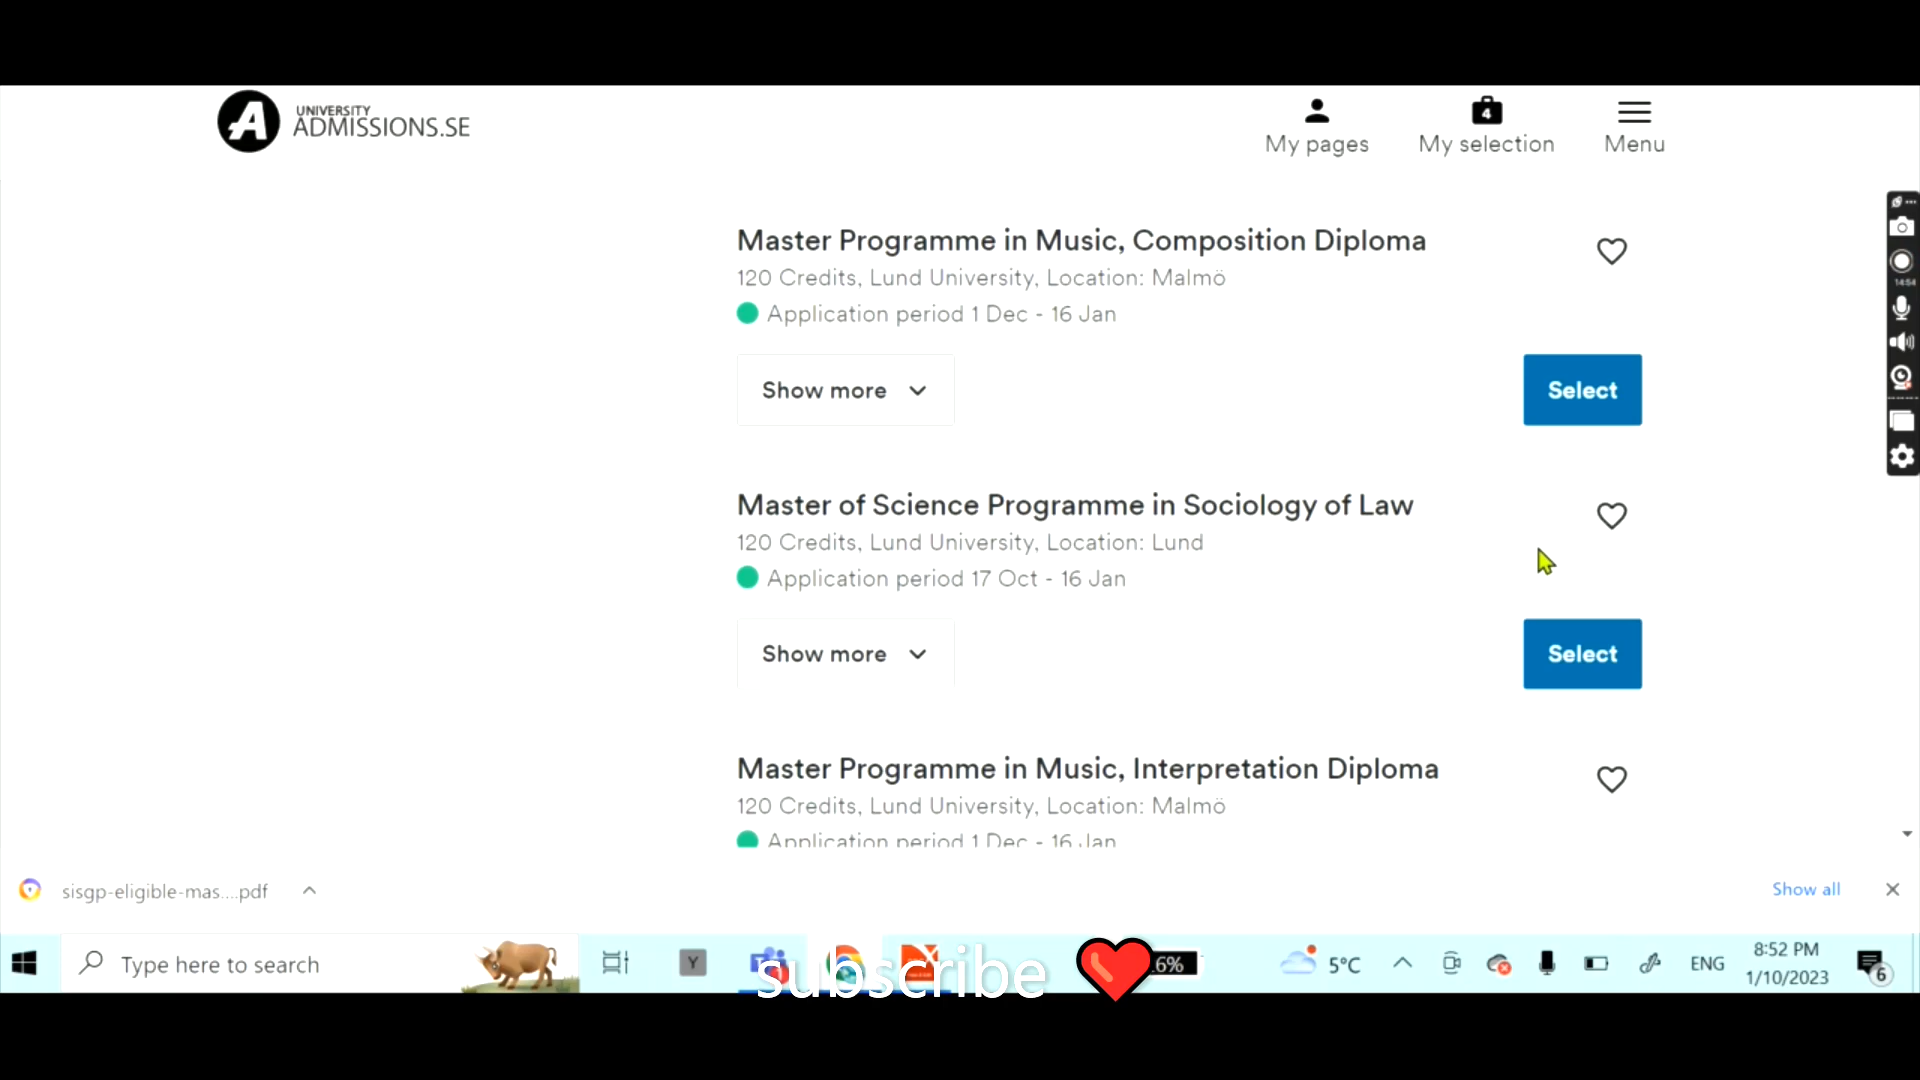 UNIVERSITY
ADMISSIONS.SE
My pages
4
My selection
Menu
Master Programme in Music, Composition Diploma
120 Credits, Lund University, Location: Malmö
Application period 1 Dec - 16 Jan
Show more
Select
14:54
Master of Science Programme in Sociology of Law
120 Credits, Lund University, Location: Lund
Application period 17 Oct - 16 Jan
Show more
Select
Master Programme in Music, Interpretation Diploma
120 Credits, Lund University, Location: Malmö
Application period 1 Dec - 16 Jan
sisgp-eligible-mas....pdf
Show all
Type here to search
Y
subscribe
6%
5°C
ENG
8:52 PM
1/10/2023
6